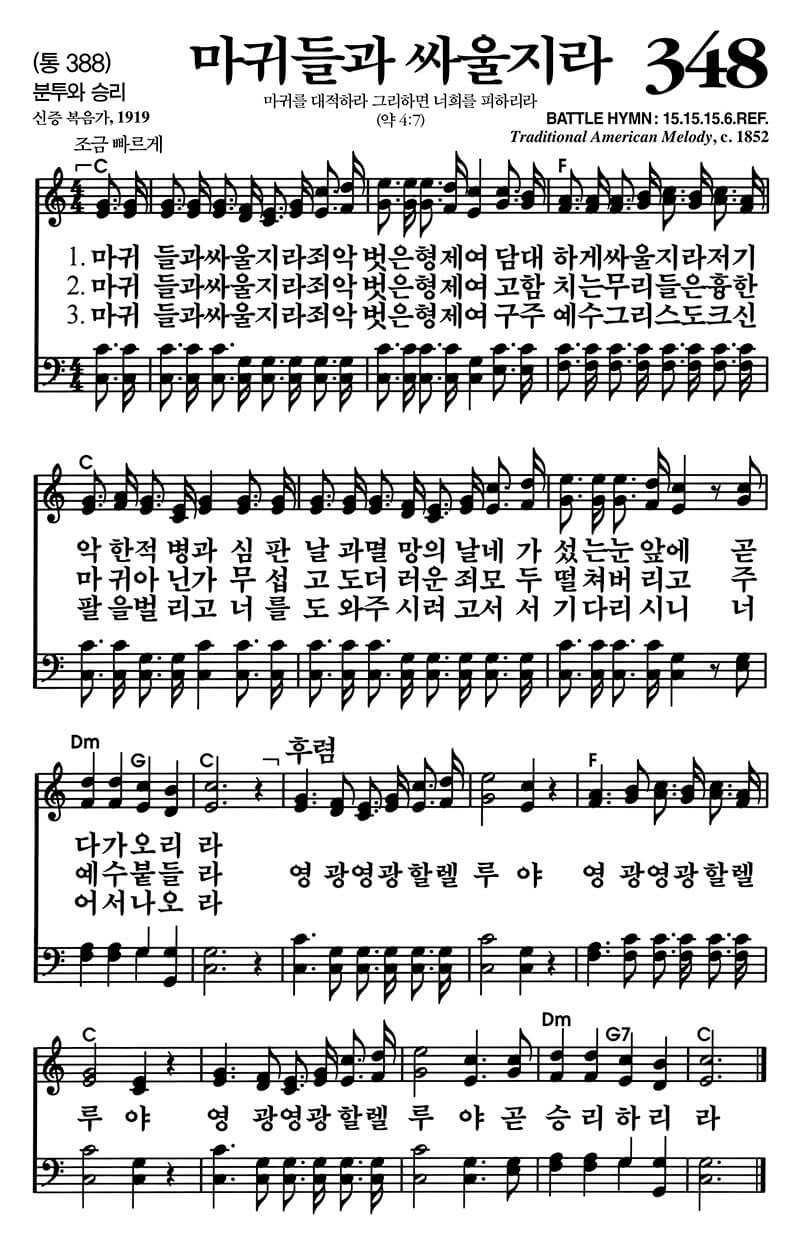 (통 388)
마귀들과 싸울지라 348
분투와 승리
마귀를 대적하라 그리하면 너희를 피하리라
신증 복음가, 1919
(약 4:7)
BATTLE HYMN : 15.15.15.6.REF.
Traditional American Melody, c. 1852
조금 빠르게
C F
1. 마귀 들과싸울지라죄악 벗은형제여 담대 하게싸울지라저기
2. 마귀 들과싸울지라죄악 벗은형제여 고함 치는무리들은흉한
3. 마귀 들과싸울지라죄악 벗은형제여 구주 예수그리스도크신
C
악 한적 병과 심 판 날 과멸 망의 날네 가 섰는눈 앞에 곧
마 귀아 닌가 무 섭 고 도더 러운 죄모 두 떨쳐버 리고 주
팔 을벌 리고 너 를 도 와주 시려 고서 서 기다리 시니 너
Dm G C 후렴 F
다가오리 라
예수붙들 라 영 광영광할렐 루 야 영 광영광할렐
어서나오 라
C Dm G7 C
루 야 영 광영광 할렐 루 야곧 승리하리 라